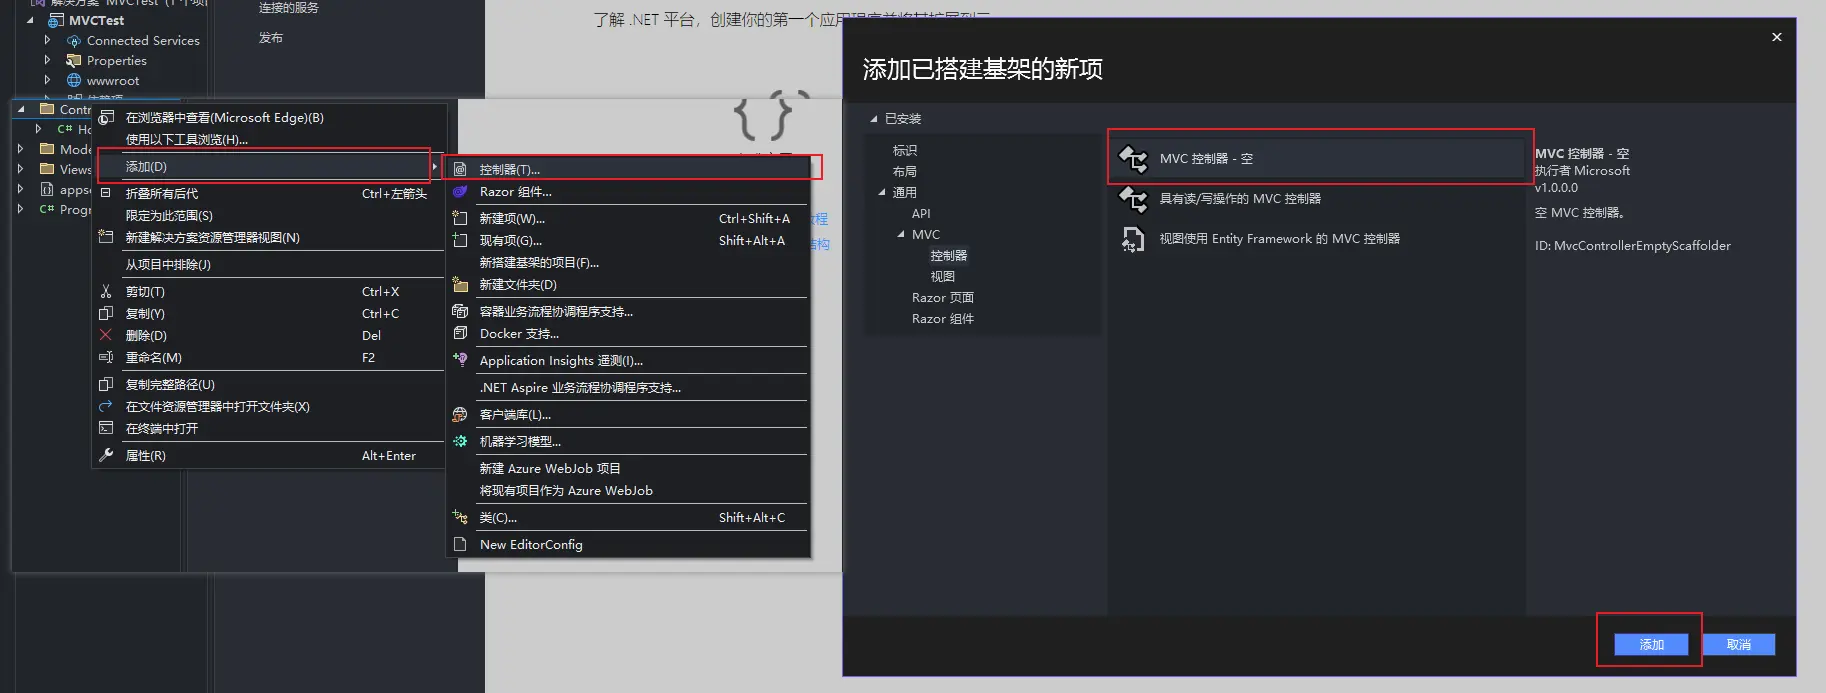 解决方案 "MVCTest"
MVCTest
Connected Services
Properties
wwwroot
连接的服务
发布
了解 .NET 平台，创建你的第一个应用程序并将其扩展到云
Contr
C# Ho
Mode
Views
apps
C# Progr
在浏览器中查看(Microsoft Edge)(B)
使用以下工具浏览(H)...
添加(D)
折叠所有后代 Ctrl+左箭头
限定为此范围(S)
新建解决方案资源管理器视图(N)
从项目中排除(J)
剪切(T) Ctrl+X
复制(Y) Ctrl+C
删除(D) Del
重命名(M) F2
复制完整路径(U)
在文件资源管理器中打开文件夹(X)
在终端中打开
属性(R) Alt+Enter
控制器(T)...
Razor 组件...
新建项(W)... Ctrl+Shift+A
现有项(G)... Shift+Alt+A
新搭建基架的项目(F)...
新建文件夹(D)
容器业务流程协调程序支持...
Docker 支持...
Application Insights 遥测(I)...
.NET Aspire 业务流程协调程序支持...
客户端库(L)...
机器学习模型...
新建 Azure WebJob 项目
将现有项目作为 Azure WebJob
类(C)... Shift+Alt+C
New EditorConfig
程
结构
添加已搭建基架的新项
已安装
标识
布局
通用
API
MVC
控制器
视图
Razor 页面
Razor 组件
MVC 控制器 - 空
具有读/写操作的 MVC 控制器
视图使用 Entity Framework 的 MVC 控制器
MVC 控制器 - 空
执行者 Microsoft
v1.0.0.0
空 MVC 控制器。
ID: MvcControllerEmptyScaffolder
添加
取消